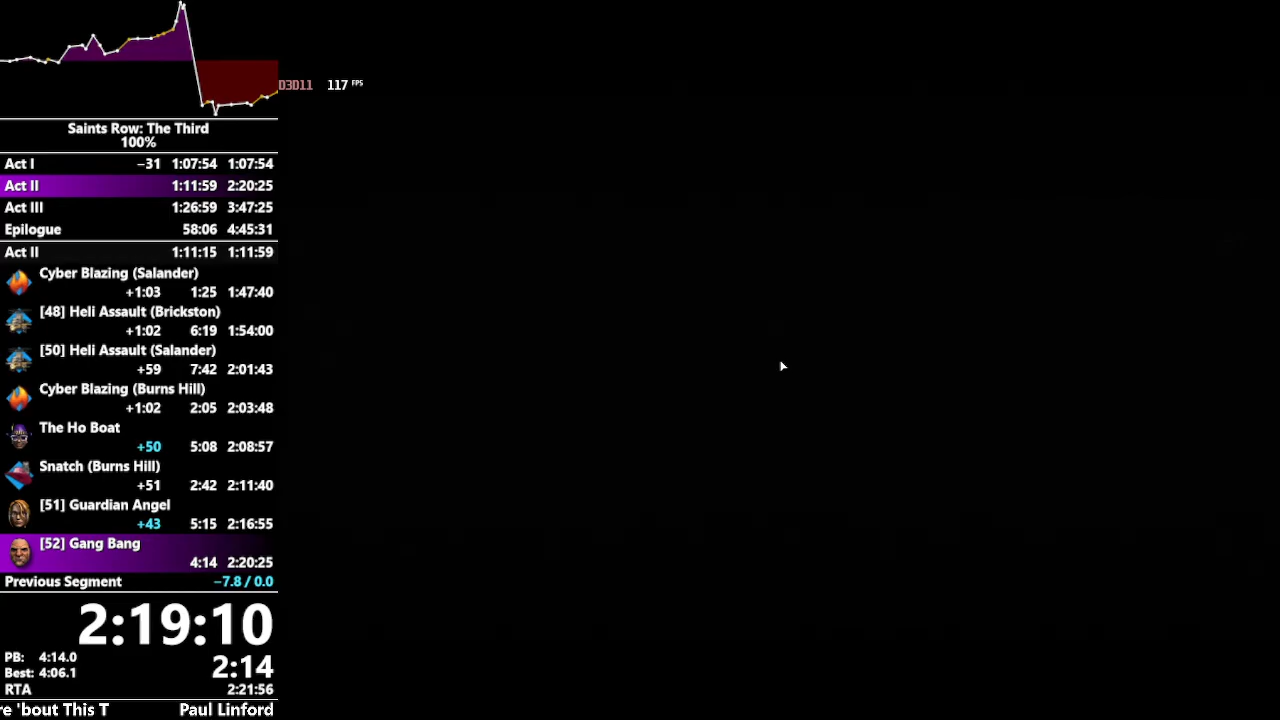 D3D11 117 FPS
Saints Row: The Third
100%
Act I −31 1:07:54 1:07:54
Act II 1:11:59 2:20:25
Act III 1:26:59 3:47:25
Epilogue 58:06 4:45:31
Act II 1:11:15 1:11:59
Cyber Blazing (Salander)
+1:03 1:25 1:47:40
[48] Heli Assault (Brickston)
+1:02 6:19 1:54:00
[50] Heli Assault (Salander)
+59 7:42 2:01:43
Cyber Blazing (Burns Hill)
+1:02 2:05 2:03:48
The Ho Boat
+50 5:08 2:08:57
Snatch (Burns Hill)
+51 2:42 2:11:40
[51] Guardian Angel
+43 5:15 2:16:55
[52] Gang Bang
4:14 2:20:25
Previous Segment −7.8 / 0.0
2:19:10
PB: 4:14.0
Best: 4:06.1
2:14
RTA 2:21:56
re 'bout This T Paul Linford